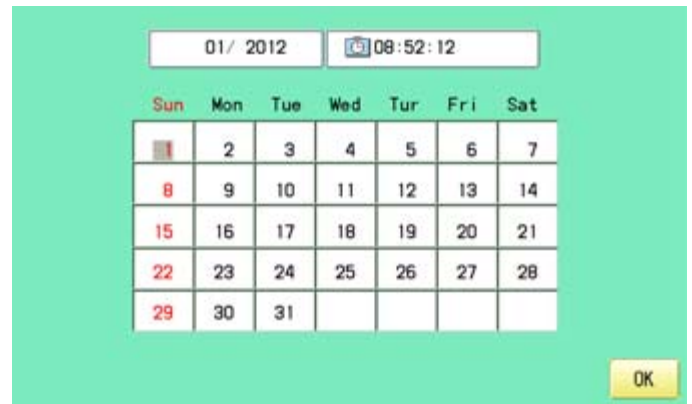 01/ 2012 08:52:12
Sun Mon Tue Wed Tur Fri Sat
1 2 3 4 5 6 7
8 9 10 11 12 13 14
15 16 17 18 19 20 21
22 23 24 25 26 27 28
29 30 31
OK